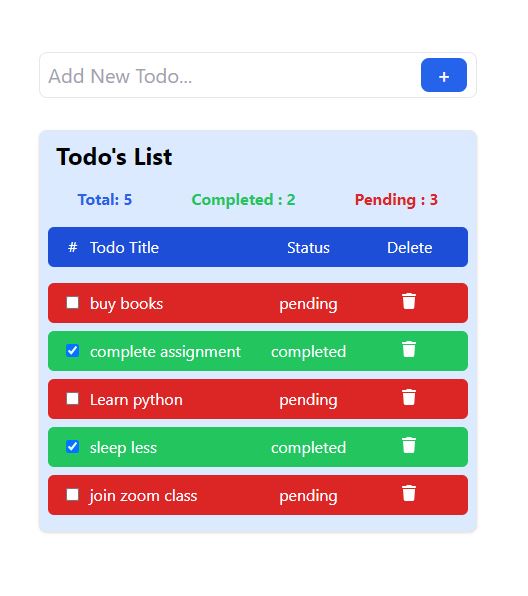 Add New Todo...
+
Todo's List
Total: 5 Completed : 2 Pending : 3
# Todo Title Status Delete
buy books pending
complete assignment completed
Learn python pending
sleep less completed
join zoom class pending